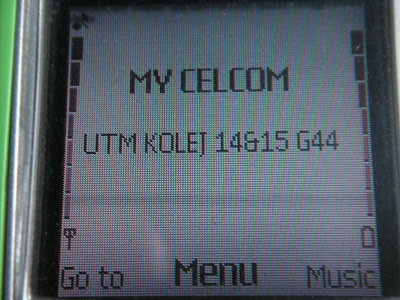 MY CELCOM
UTM KOLEJ 14&15 G44
Go to Menu Music